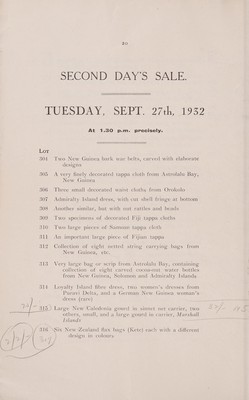 20
SECOND DAY'S SALE.
TUESDAY, SEPT. 27th, 1932
At 1.30 p.m. precisely.
LOT
304 Two New Guinea bark war belts, carved with elaborate
designs
305 A very finely decorated tappa cloth from Astrolabe Bay,
New Guinea
306 Three small decorated waist cloths from Orokolo
307 Admiralty Island dress, with cut shell fringe at bottom
308 Another similar, but with nut rattles and beads
309 Two specimens of decorated Fiji tappa cloths
310 Two large pieces of Samoan tappa cloth
311 An important large piece of Fijian tappa
312 Collection of eight netted string carrying bags from
New Guinea, etc.
313 Very large bag or scrip from Astrolabe Bay, containing
collection of eight carved cocoa-nut water bottles
from New Guinea, Solomon and Admiralty Islands.
314 Loyalty Island fibre dress, two women's dresses from
Purari Delta, and a German New Guinea woman's
dress (rare)
315 Large New Caledonia gourd in sinnet net carrier, two
others, small, and a large gourd in carrier, Marshall
Islands
316 Six New Zealand flax bags (Kete) each with a different
design in colours